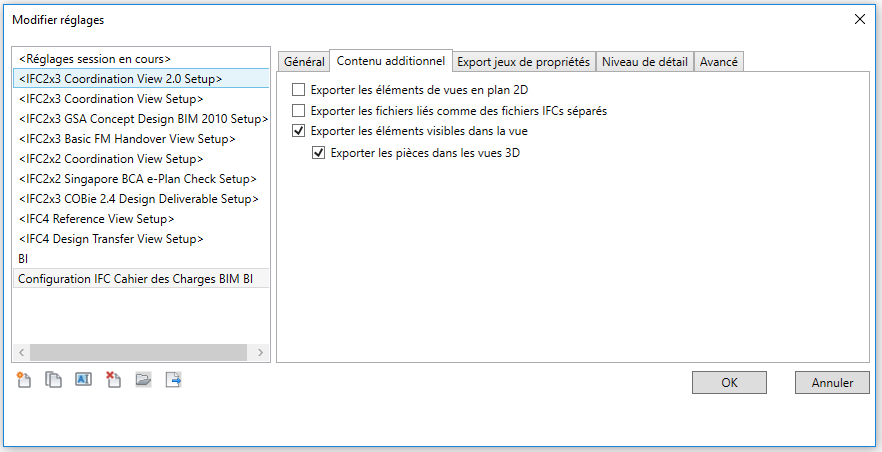 Modifier réglages
<Réglages session en cours>
<IFC2x3 Coordination View 2.0 Setup>
<IFC2x3 Coordination View Setup>
<IFC2x3 GSA Concept Design BIM 2010 Setup>
<IFC2x3 Basic FM Handover View Setup>
<IFC2x2 Coordination View Setup>
<IFC2x2 Singapore BCA e-Plan Check Setup>
<IFC2x3 COBie 2.4 Design Deliverable Setup>
<IFC4 Reference View Setup>
<IFC4 Design Transfer View Setup>
BI
Configuration IFC Cahier des Charges BIM BI
Général Contenu additionnel Export jeux de propriétés Niveau de détail Avancé
Exporter les éléments de vues en plan 2D
Exporter les fichiers liés comme des fichiers IFCs séparés
Exporter les éléments visibles dans la vue
Exporter les pièces dans les vues 3D
OK Annuler